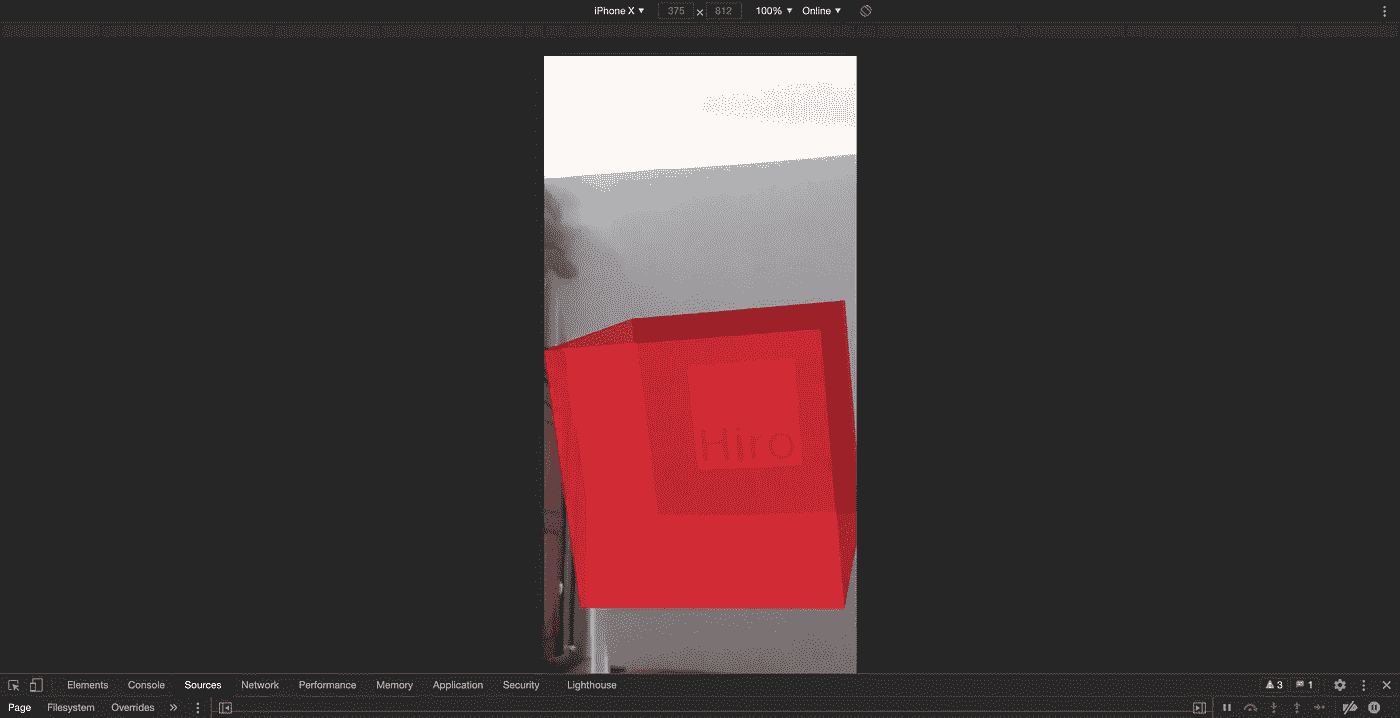 iPhone X ▼ 375 × 812 100% ▼ Online ▼
Hiro
Elements Console Sources Network Performance Memory Application Security Lighthouse 3 1
Page Filesystem Overrides »